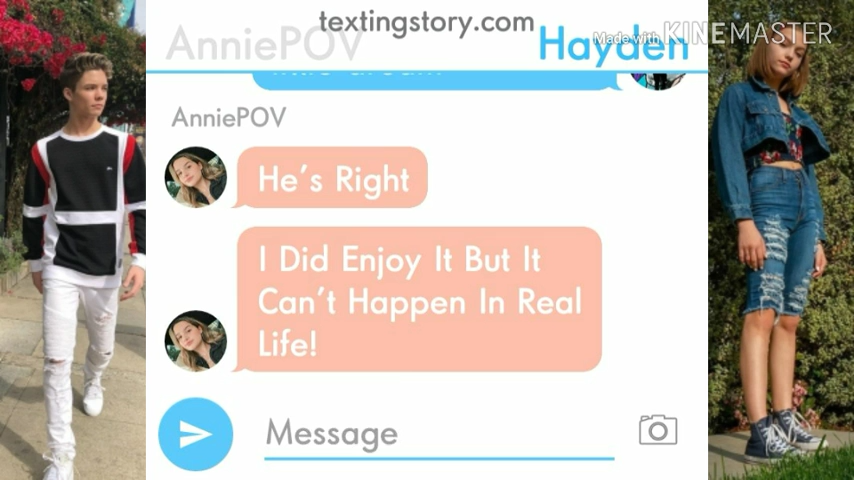 textingstory.com
AnniePOV
Hayden
Made with KINEMASTER
AnniePOV
He's Right
I Did Enjoy It But It
Can't Happen In Real
Life!
Message